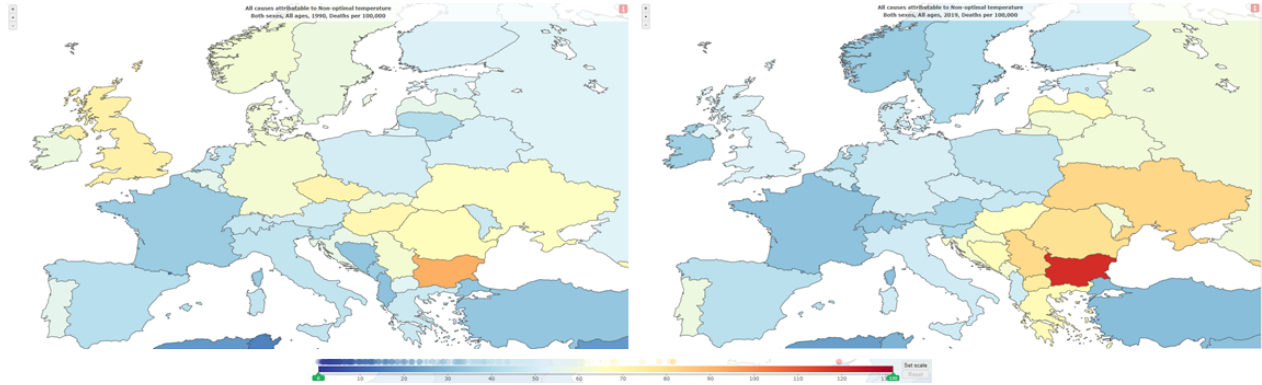 All causes attributable to Non-optimal temperature
Both sexes, All ages, 1990, Deaths per 100,000
All causes attributable to Non-optimal temperature
Both sexes, All ages, 2019, Deaths per 100,000
10 20 30 40 50 60 70 80 90 100 110 120
Set scale
Reset